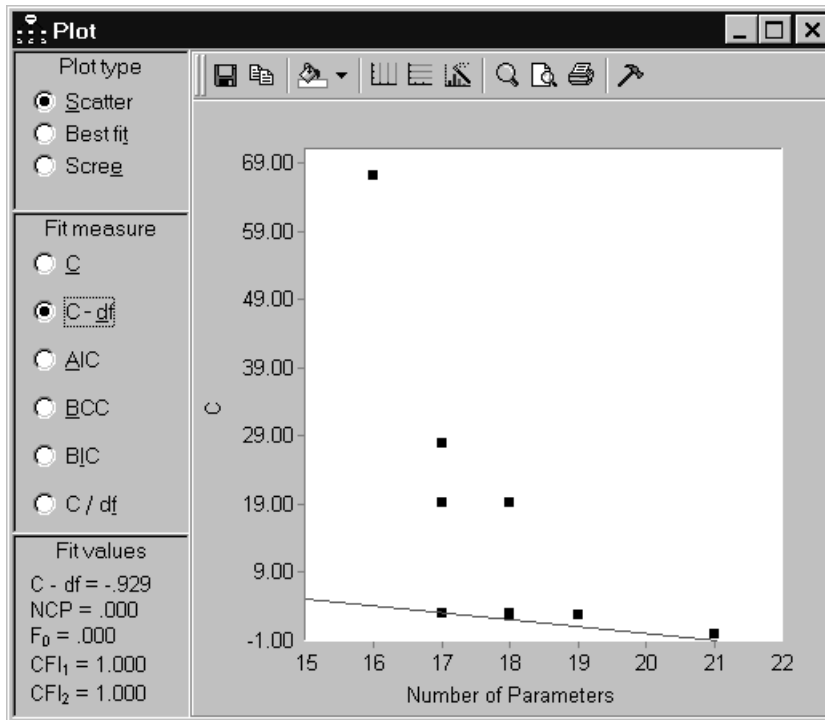 Plot
Plot type
Scatter
Best fit
Scree
Fit measure
C
C - df
AIC
BCC
BIC
C / df
Fit values
C - df = -.929
NCP = .000
F₀ = .000
CFI₁ = 1.000
CFI₂ = 1.000
69.00
59.00
49.00
39.00
29.00
19.00
9.00
-1.00
C
15 16 17 18 19 20 21 22
Number of Parameters